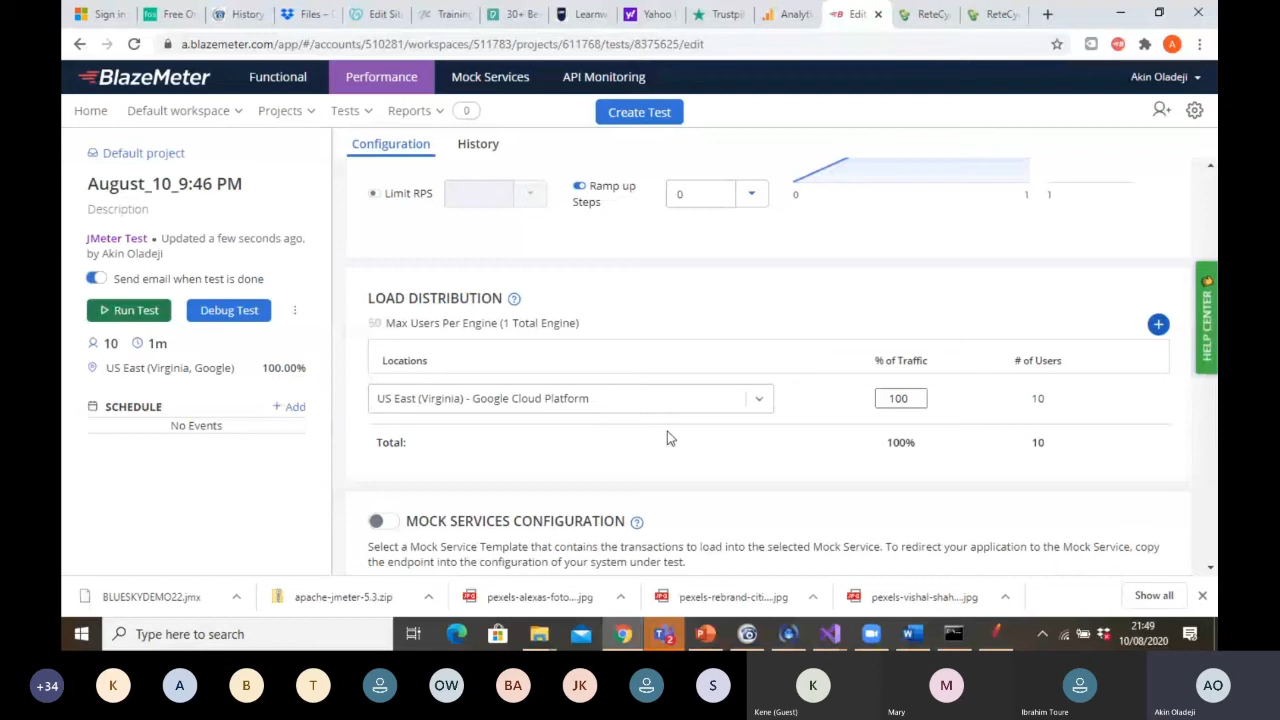 Sign in
Free O
History
Files –
Edit Sit
Training
30+ Be
Learnw
Yahoo
Trustpi
Analyti
Edit
ReteCy
ReteCy
a.blazemeter.com/app/#/accounts/510281/workspaces/511783/projects/611768/tests/8375625/edit
A
BlazeMeter
Functional
Performance
Mock Services
API Monitoring
Akin Oladeji
Home
Default workspace
Projects
Tests
Reports
0
Create Test
Default project
August_10_9:46 PM
Description
JMeter Test • Updated a few seconds ago,
by Akin Oladeji
Send email when test is done
Run Test
Debug Test
10
1m
US East (Virginia, Google)
100.00%
SCHEDULE
+ Add
No Events
Configuration
History
Limit RPS
Ramp up
Steps
0
0
1
1
LOAD DISTRIBUTION
50 Max Users Per Engine (1 Total Engine)
Locations
% of Traffic
# of Users
US East (Virginia) - Google Cloud Platform
100
10
Total:
100%
10
MOCK SERVICES CONFIGURATION
Select a Mock Service Template that contains the transactions to load into the selected Mock Service. To redirect your application to the Mock Service, copy
the endpoint into the configuration of your system under test.
HELP CENTER
BLUESKYDEMO22.jmx
apache-jmeter-5.3.zip
pexels-alexas-foto....jpg
pexels-rebrand-citi....jpg
pexels-vishal-shah....jpg
Show all
Type here to search
21:49
10/08/2020
+34
K
A
B
T
OW
BA
JK
S
K
Kene (Guest)
M
Mary
Ibrahim Toure
AO
Akin Oladeji